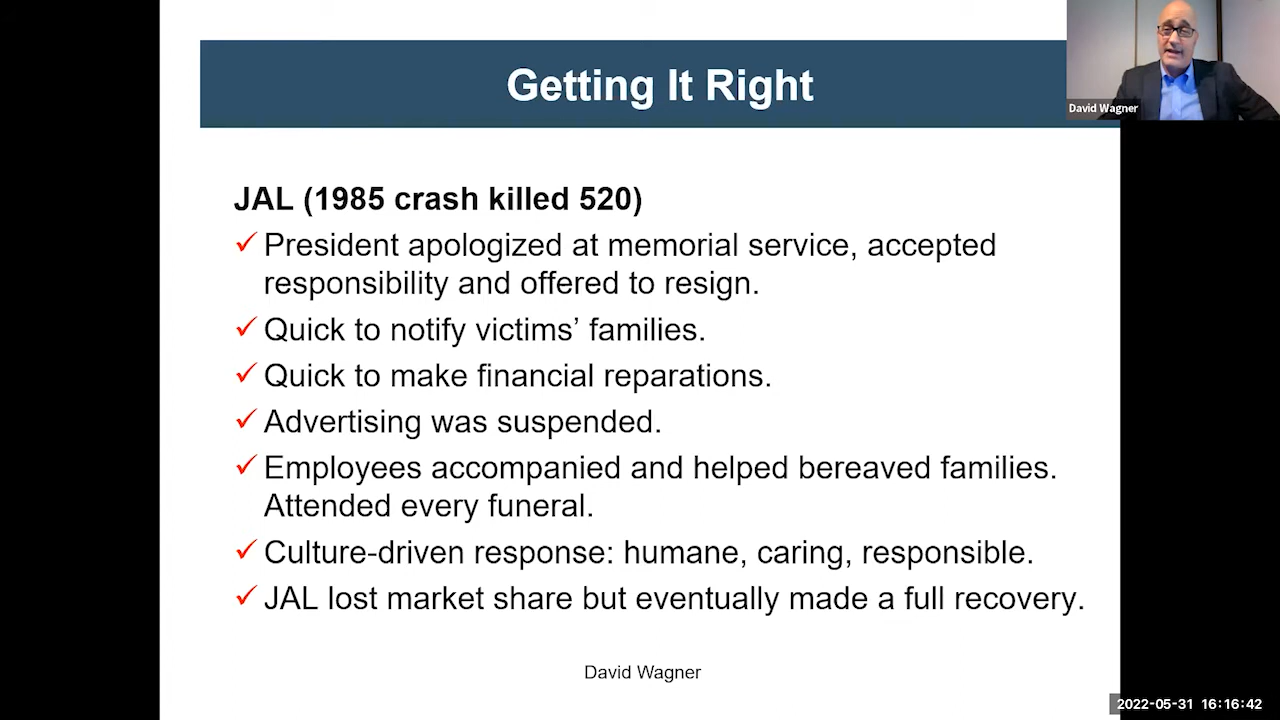 Getting It Right
David Wagner
JAL (1985 crash killed 520)
✓ President apologized at memorial service, accepted
responsibility and offered to resign.
✓ Quick to notify victims’ families.
✓ Quick to make financial reparations.
✓ Advertising was suspended.
✓ Employees accompanied and helped bereaved families.
Attended every funeral.
✓ Culture-driven response: humane, caring, responsible.
✓ JAL lost market share but eventually made a full recovery.
David Wagner
2022-05-31 16:16:42